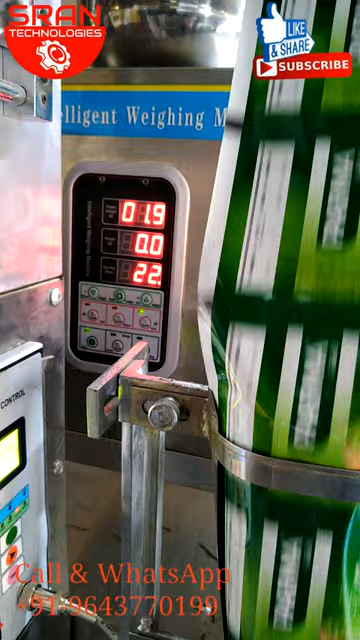 SRAN
TECHNOLOGIES
LIKE
& SHARE
SUBSCRIBE
lligent Weighing M
01.9
0.0
22.
CONTROL
Call & WhatsApp
+91-9643770199